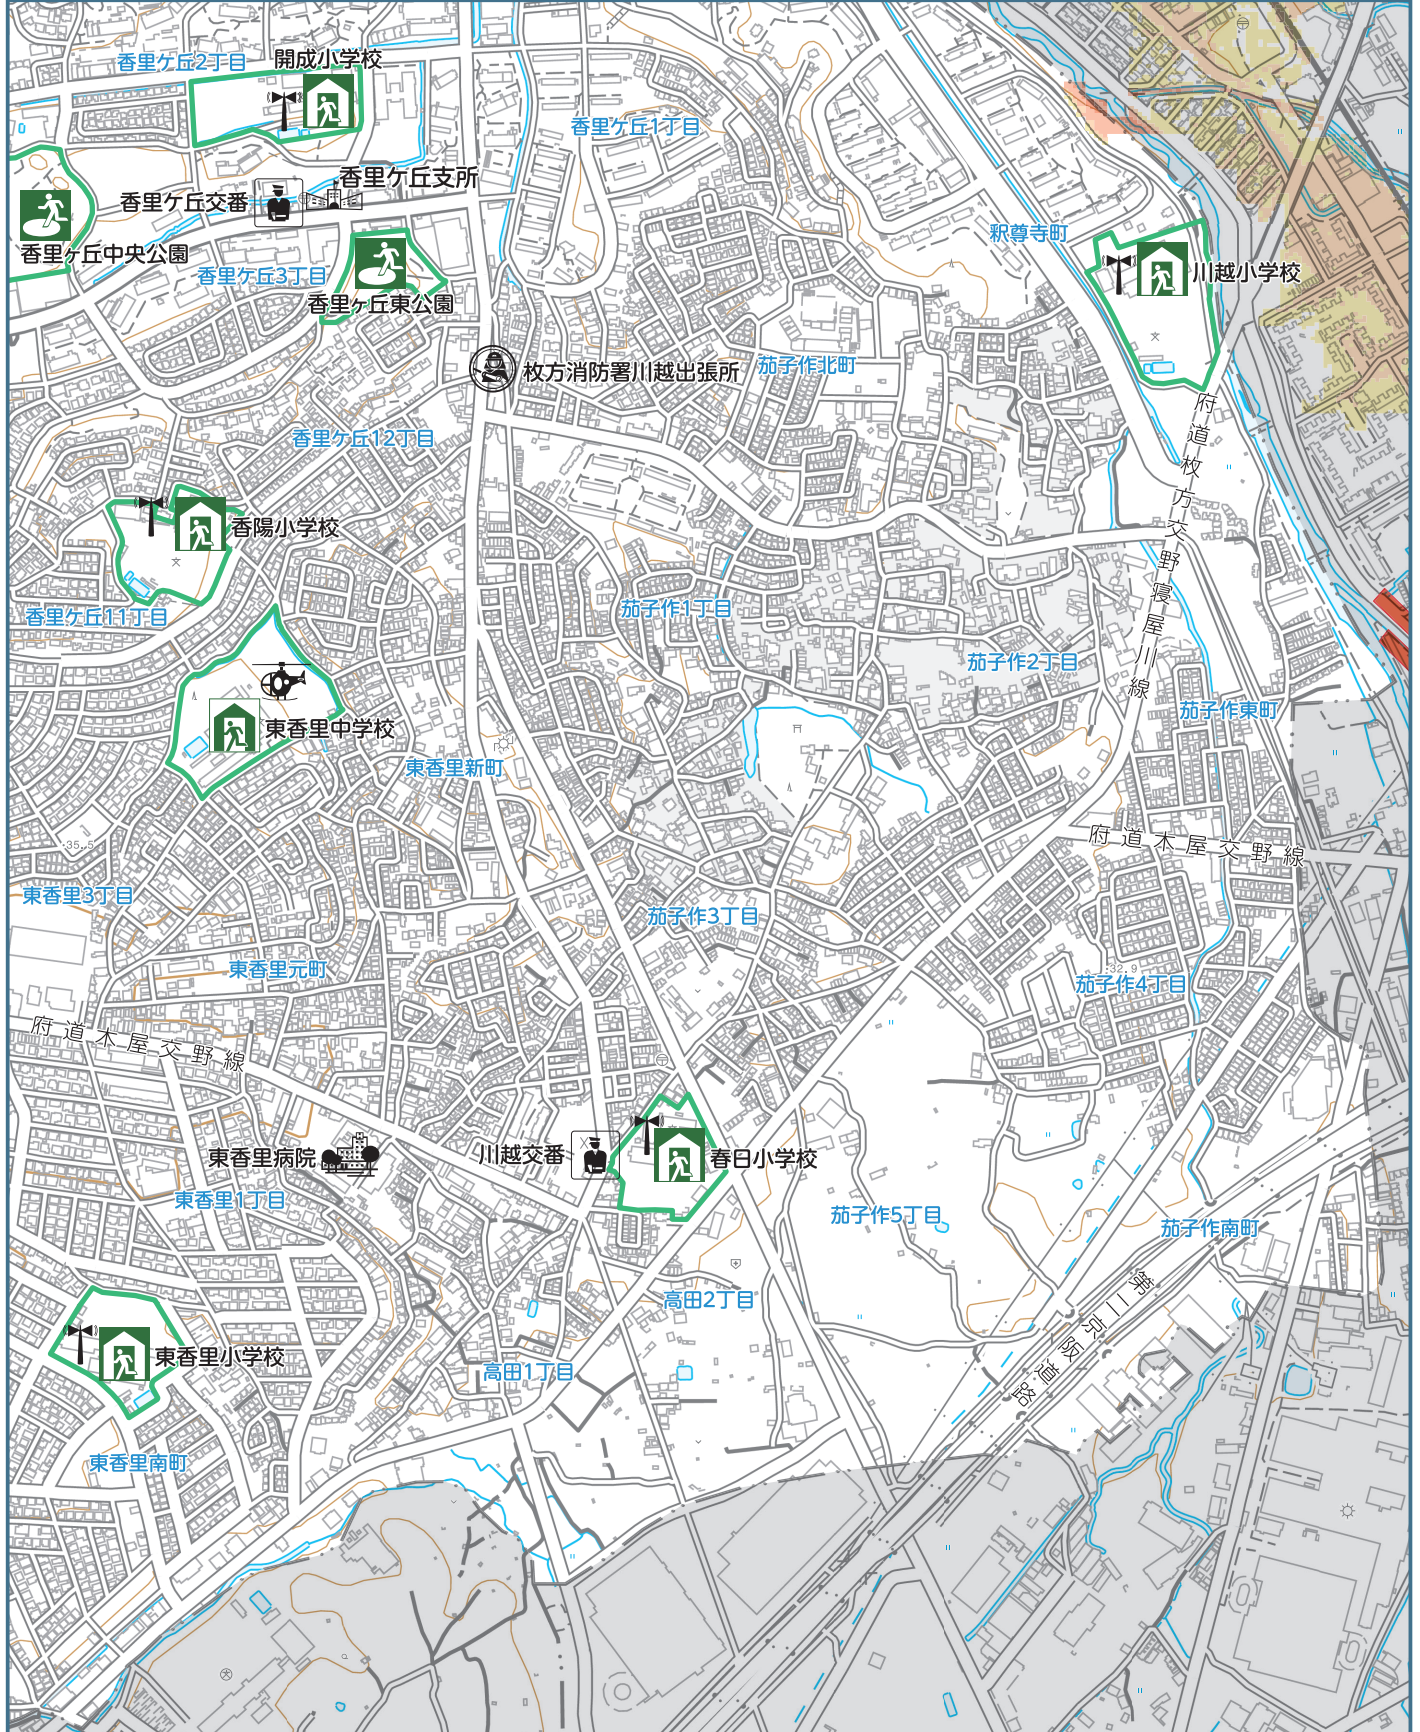 香里ケ丘2丁目
開成小学校
香里ケ丘1丁目
香里ケ丘支所
香里ケ丘交番
香里ヶ丘中央公園
香里ケ丘3丁目
香里ヶ丘東公園
釈尊寺町
川越小学校
枚方消防署川越出張所
茄子作北町
府道枚方交野寝屋川線
香里ケ丘12丁目
香陽小学校
香里ケ丘11丁目
茄子作1丁目
茄子作2丁目
茄子作東町
東香里中学校
東香里新町
府道木屋交野線
35.5
東香里3丁目
茄子作3丁目
東香里元町
32.9
茄子作4丁目
府道木屋交野線
東香里病院
川越交番
春日小学校
東香里1丁目
茄子作5丁目
茄子作南町
高田2丁目
第二京阪道路
東香里小学校
高田1丁目
東香里南町